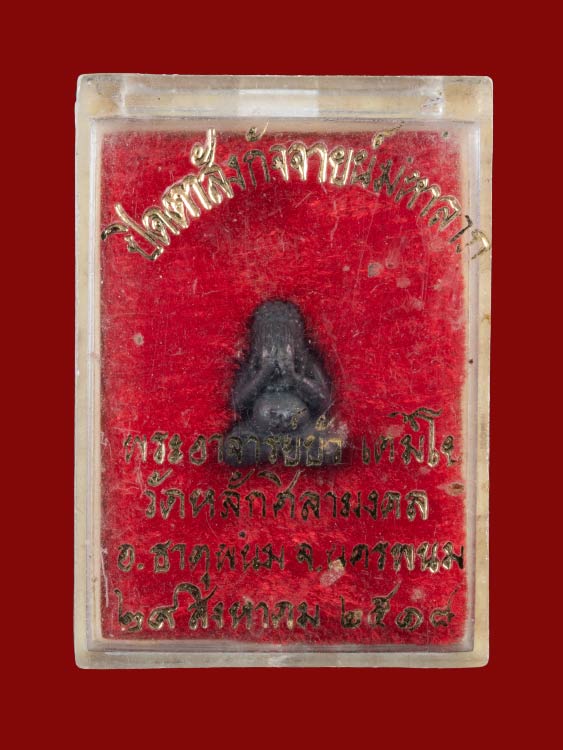 ปิดตาสังกัจจายน์มหาลาภ
พระอาจารย์บัว เตมิโย
วัดหลักศิลามงคล
อ.ธาตุพนม จ.นครพนม
๒๙ สิงหาคม ๒๕๑๘